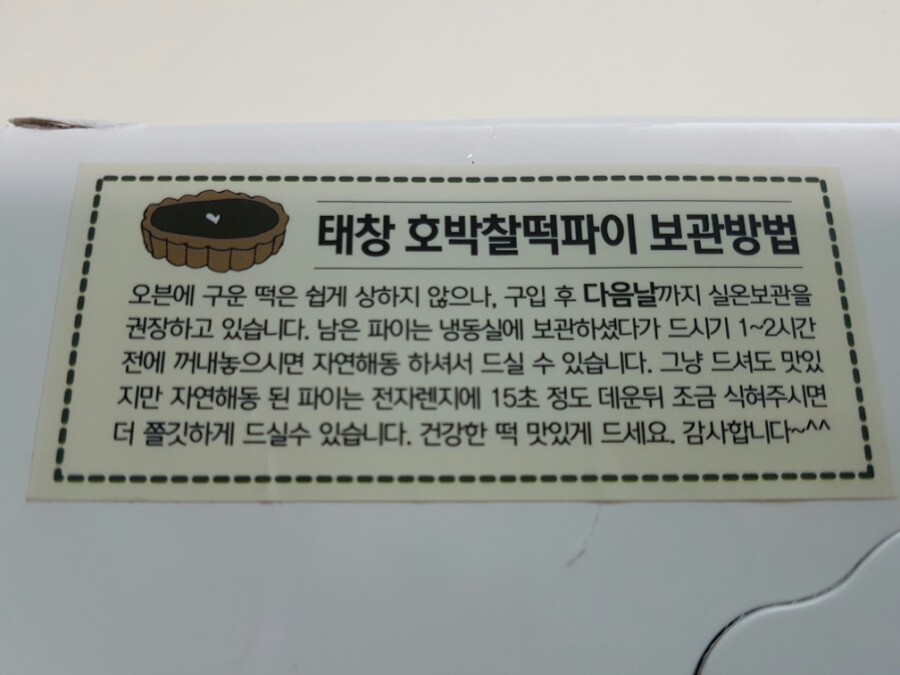 태창 호박찰떡파이 보관방법
오븐에 구운 떡은 쉽게 상하지 않으나, 구입 후 다음날까지 실온보관을
권장하고 있습니다. 남은 파이는 냉동실에 보관하셨다가 드시기 1~2시간
전에 꺼내놓으시면 자연해동 하셔서 드실 수 있습니다. 그냥 드셔도 맛있
지만 자연해동 된 파이는 전자렌지에 15초 정도 데운뒤 조금 식혀주시면
더 쫄깃하게 드실수 있습니다. 건강한 떡 맛있게 드세요. 감사합니다~^^